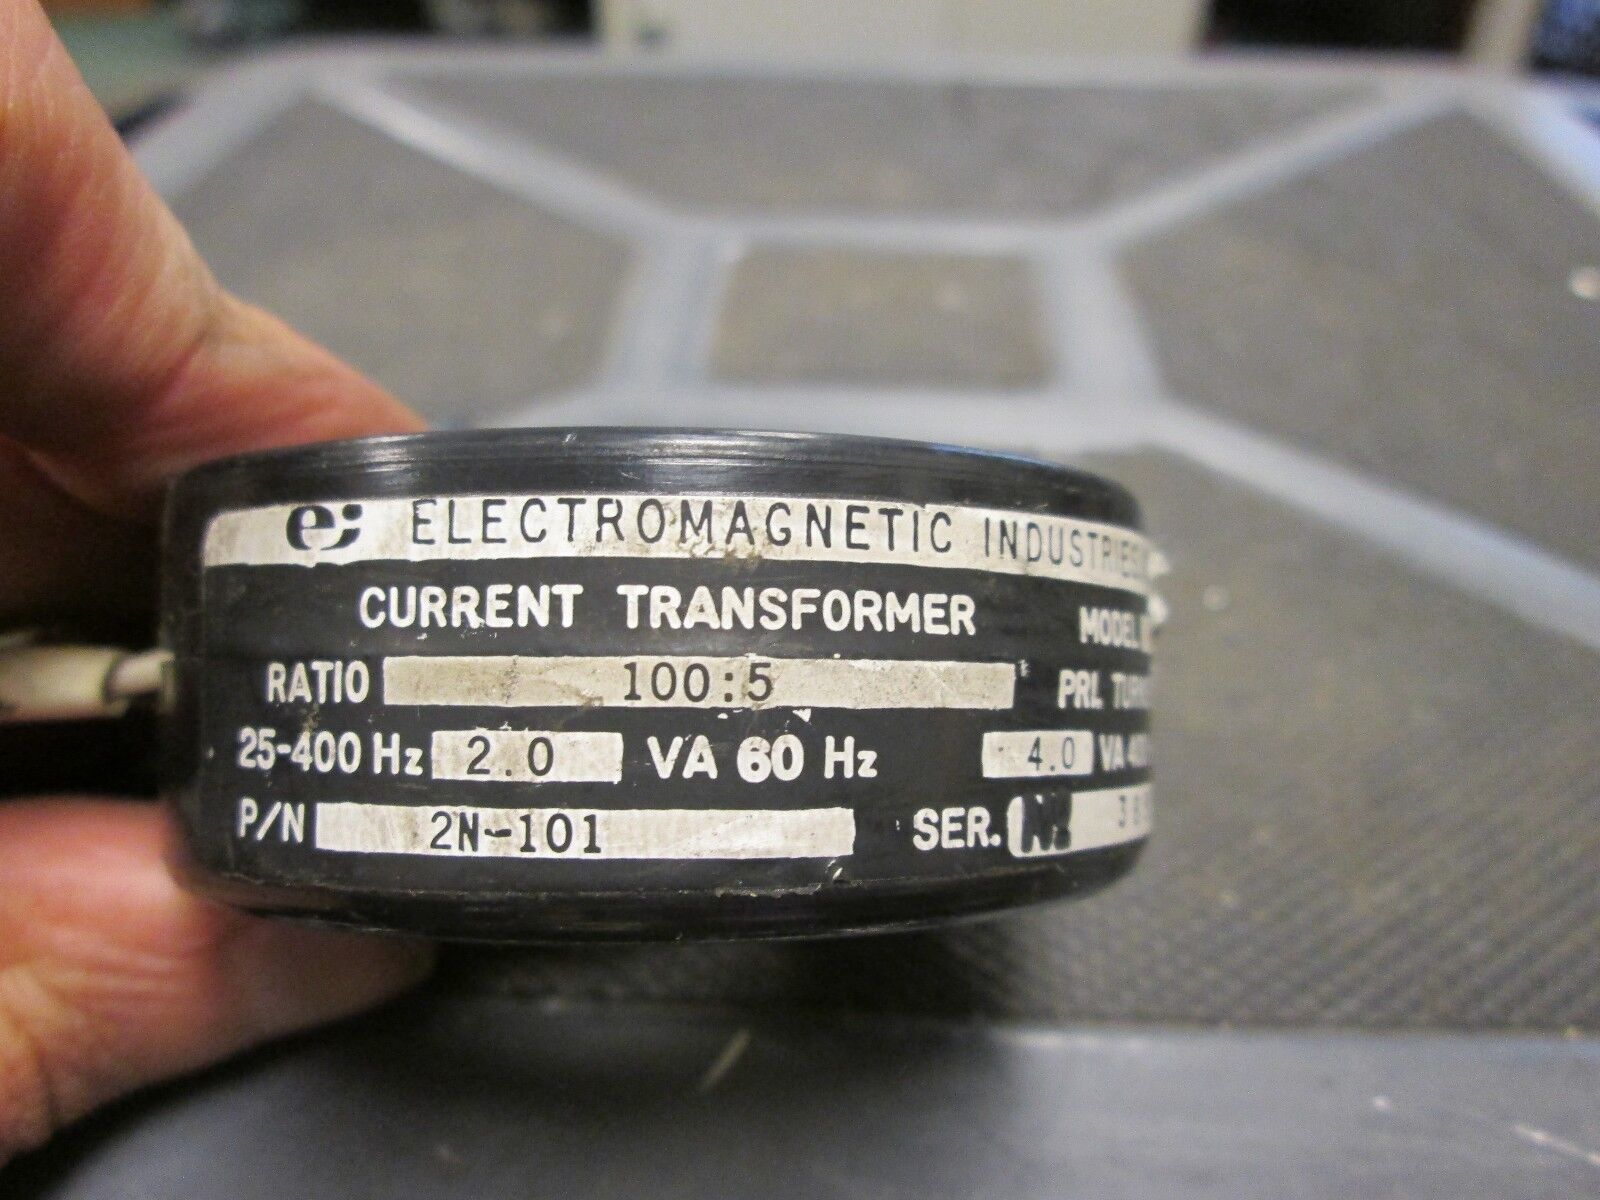 ei ELECTROMAGNETIC INDUSTRIES
CURRENT TRANSFORMER MODEL
RATIO 100:5 PRI.
25-400 Hz 2.0 VA 60 Hz 4.0 VA
P/N 2N-101 SER.